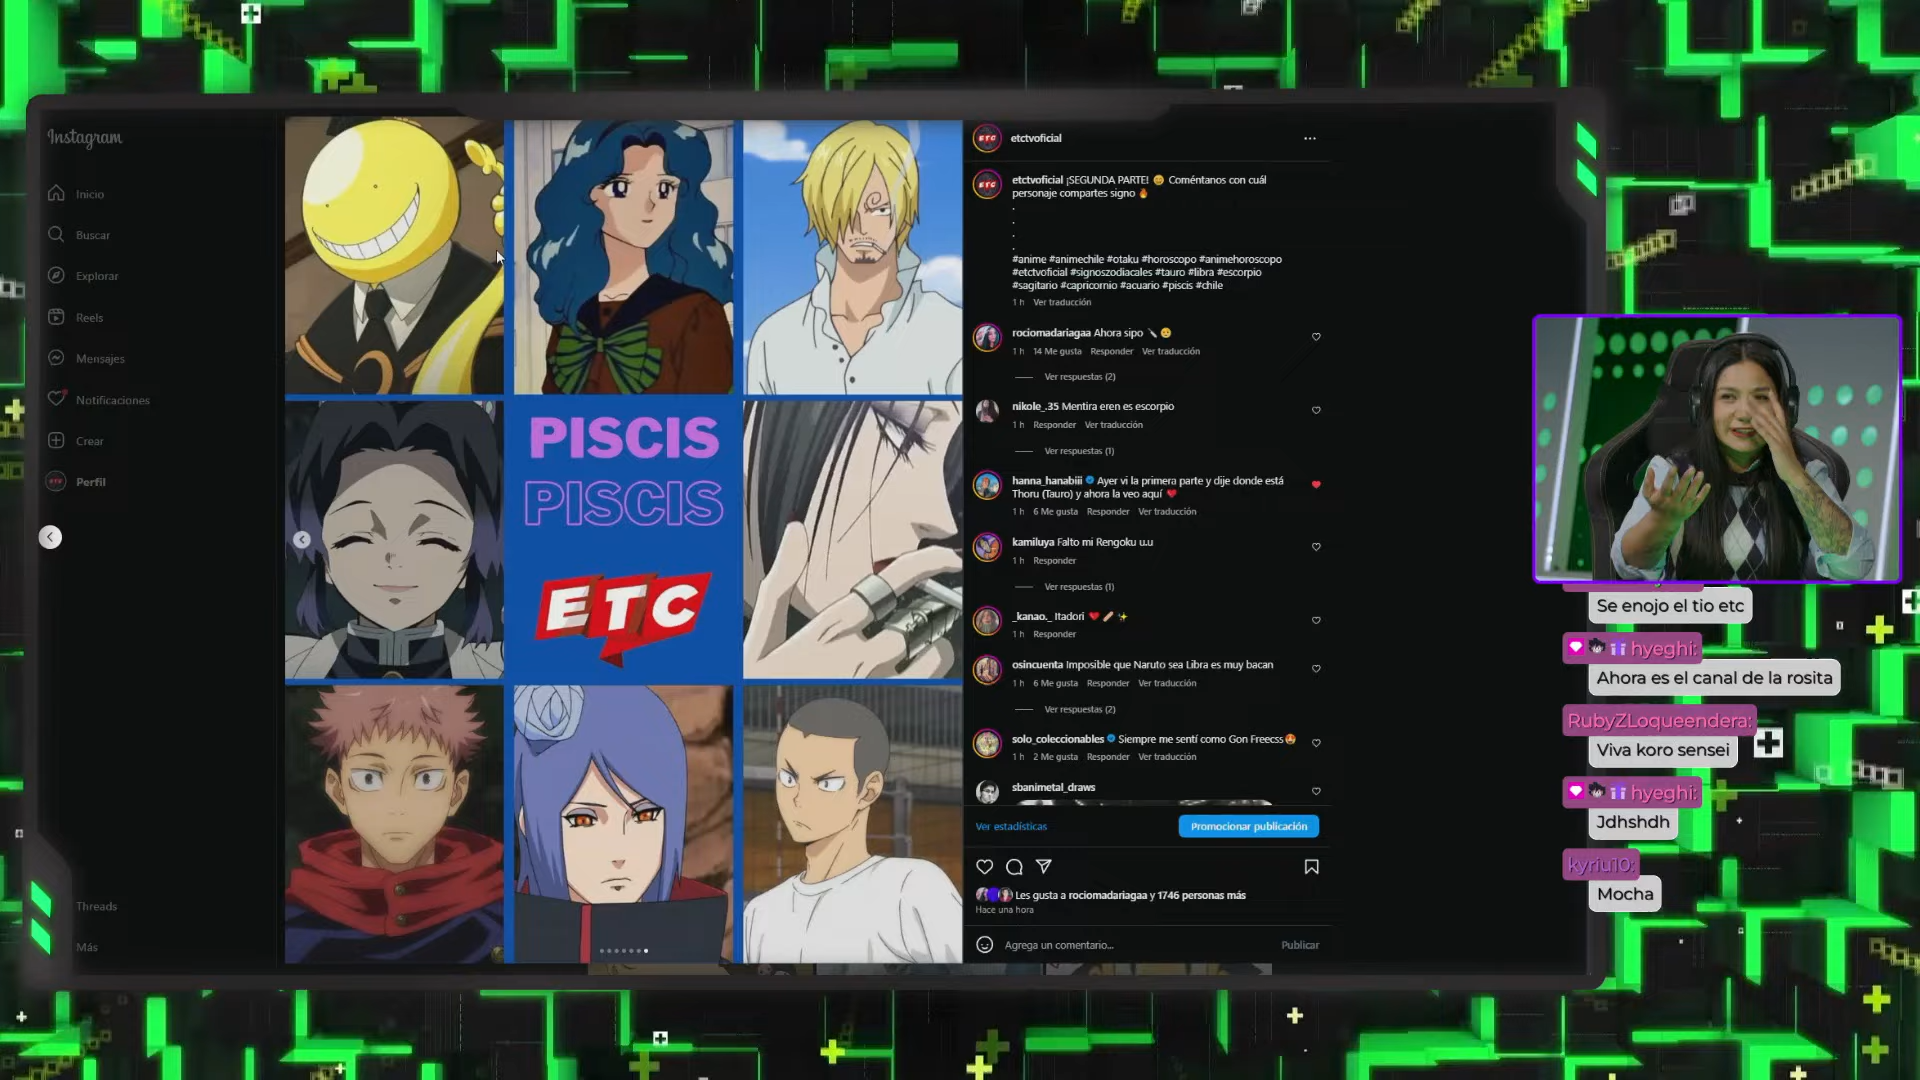 Instagram
Inicio
Buscar
Explorar
Reels
Mensajes
Notificaciones
Crear
Perfil
Threads
Más
PISCIS
PISCIS
ETC
etctvoficial
etctvoficial ¡SEGUNDA PARTE! 😄 Coméntanos con cuál
personaje compartes signo 🔥
.
.
.
.
#anime #animechile #otaku #horoscopo #animehoroscopo
#etctvoficial #signoszodiacales #tauro #libra #escorpio
#sagitario #capricornio #acuario #piscis #chile
1 h Ver traducción
rociomadariagaa Ahora sipo
1 h 14 Me gusta Responder Ver traducción
Ver respuestas (2)
nikole_.35 Mentira eren es escorpio
1 h Responder Ver traducción
Ver respuestas (1)
hanna_hanabiii Ayer vi la primera parte y dije donde está
Thoru (Tauro) y ahora la veo aquí ❤️
1 h 6 Me gusta Responder Ver traducción
kamiluya Falto mi Rengoku u.u
1 h Responder
Ver respuestas (1)
_kanao._ Itadori ❤️ 🩹 ✨
1 h Responder
osincuenta Imposible que Naruto sea Libra es muy bacan
1 h 6 Me gusta Responder Ver traducción
Ver respuestas (2)
solo_coleccionables Siempre me sentí como Gon Freecss🤩
1 h 2 Me gusta Responder Ver traducción
sbanimetal_draws
Ver estadísticas
Promocionar publicación
Les gusta a rociomadariagaa y 1746 personas más
Hace una hora
Agrega un comentario...
Publicar
Se enojo el tio etc
hyeghi:
Ahora es el canal de la rosita
RubyZLoqueendera:
Viva koro sensei
hyeghi:
Jdhshdh
kyriu10:
Mocha